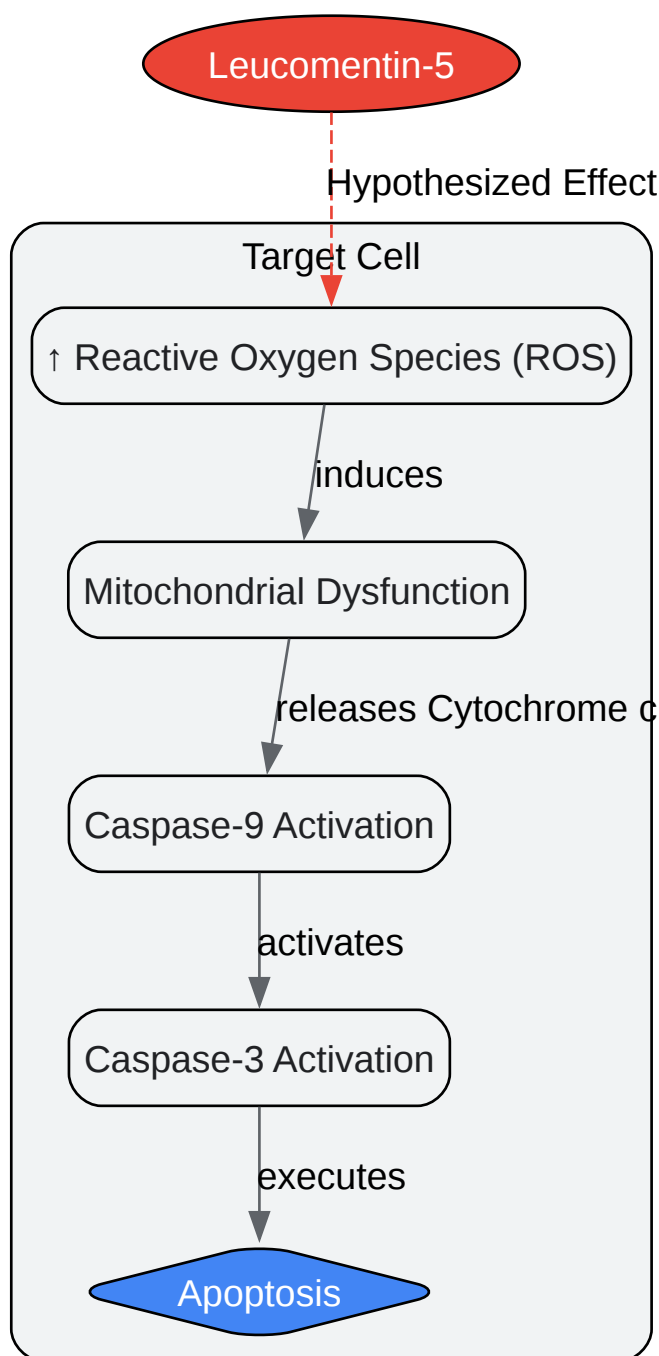 Leucomentin-5
Hypothesized Effect
Target Cell
↑ Reactive Oxygen Species (ROS)
induces
Mitochondrial Dysfunction
releases Cytochrome c
Caspase-9 Activation
activates
Caspase-3 Activation
executes
Apoptosis